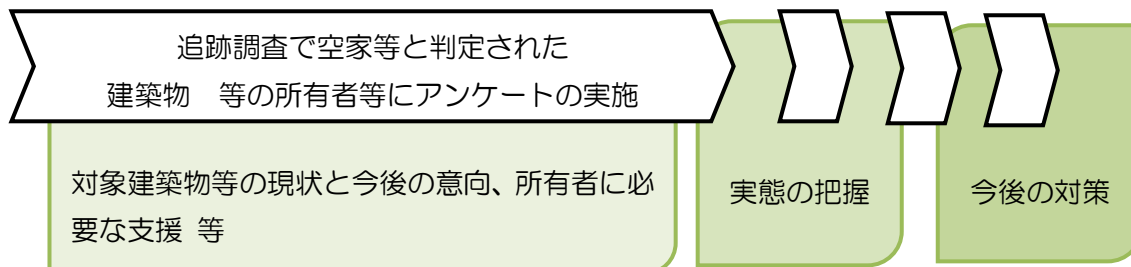 追跡調査で空家等と判定された
建築物　等の所有者等にアンケートの実施
対象建築物等の現状と今後の意向、所有者に必
要な支援 等
実態の把握
今後の対策